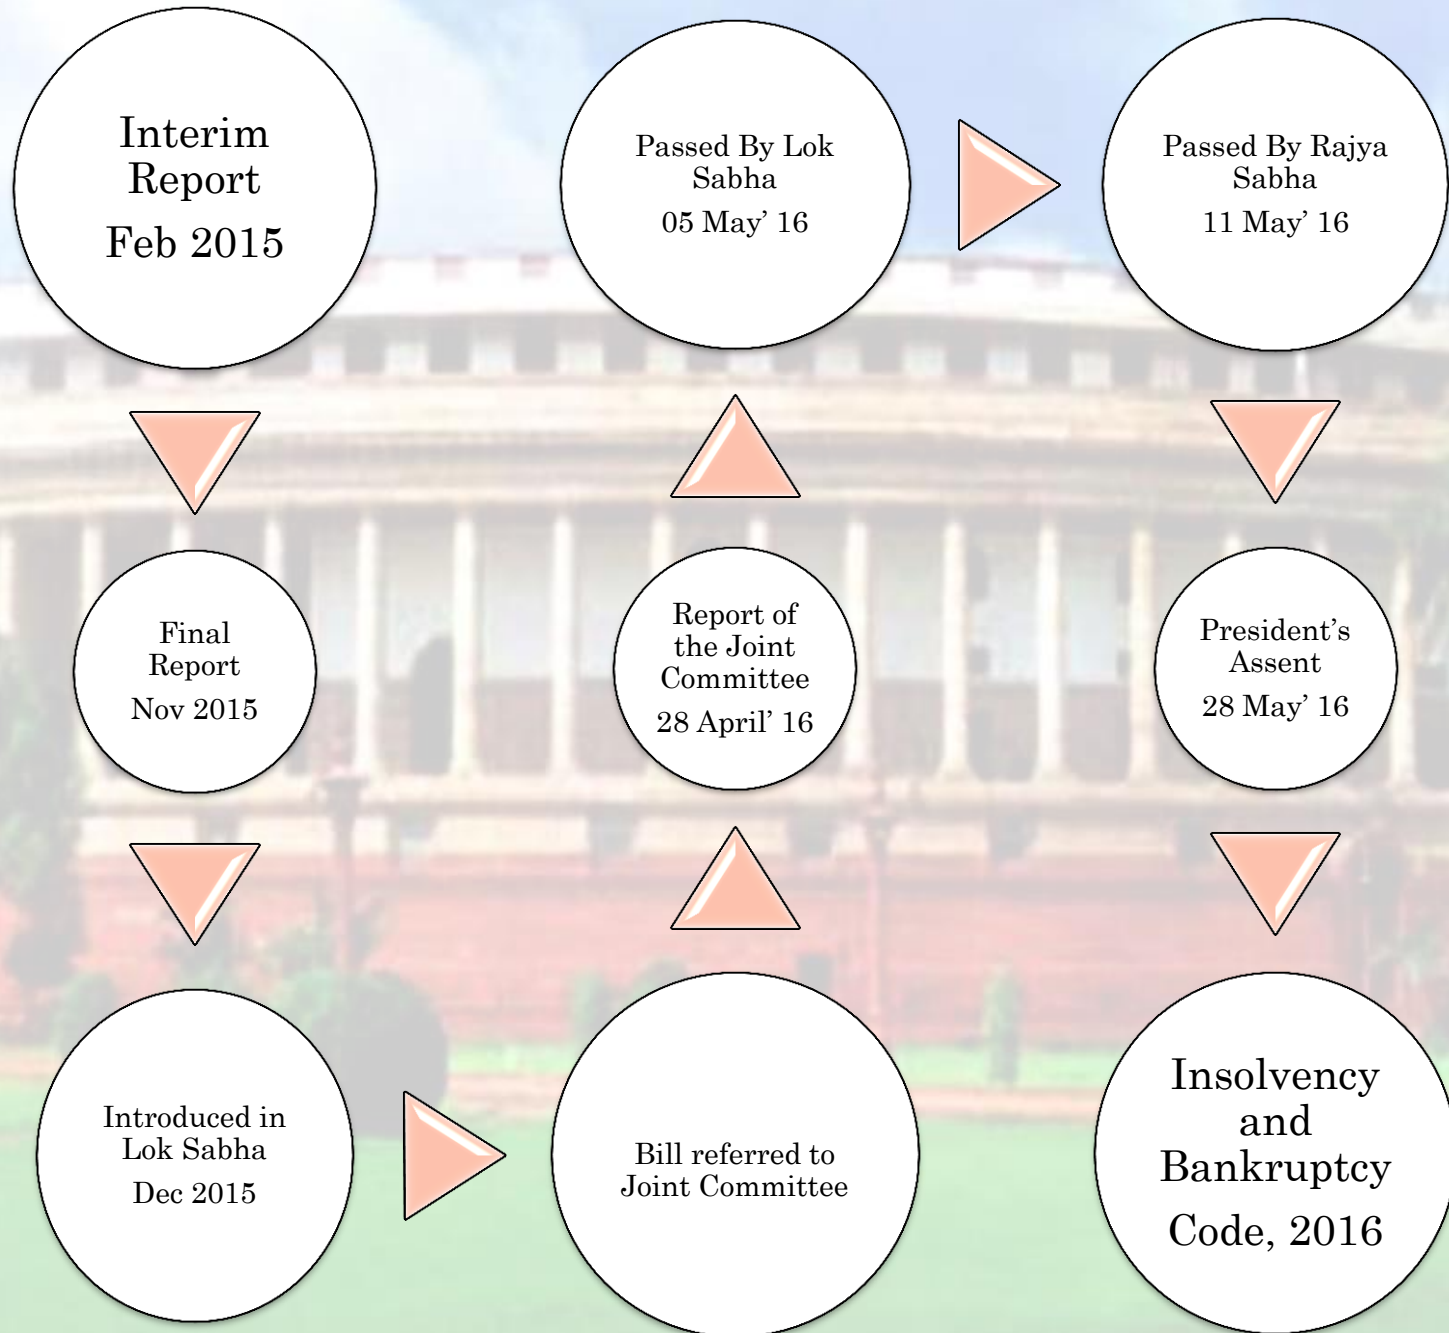 Interim
Report
Feb 2015
Final
Report
Nov 2015
Introduced in
Lok Sabha
Dec 2015
Bill referred to
Joint Committee
Report of
the Joint
Committee
28 April’ 16
Passed By Lok
Sabha
05 May’ 16
Passed By Rajya
Sabha
11 May’ 16
President’s
Assent
28 May’ 16
Insolvency
and
Bankruptcy
Code, 2016